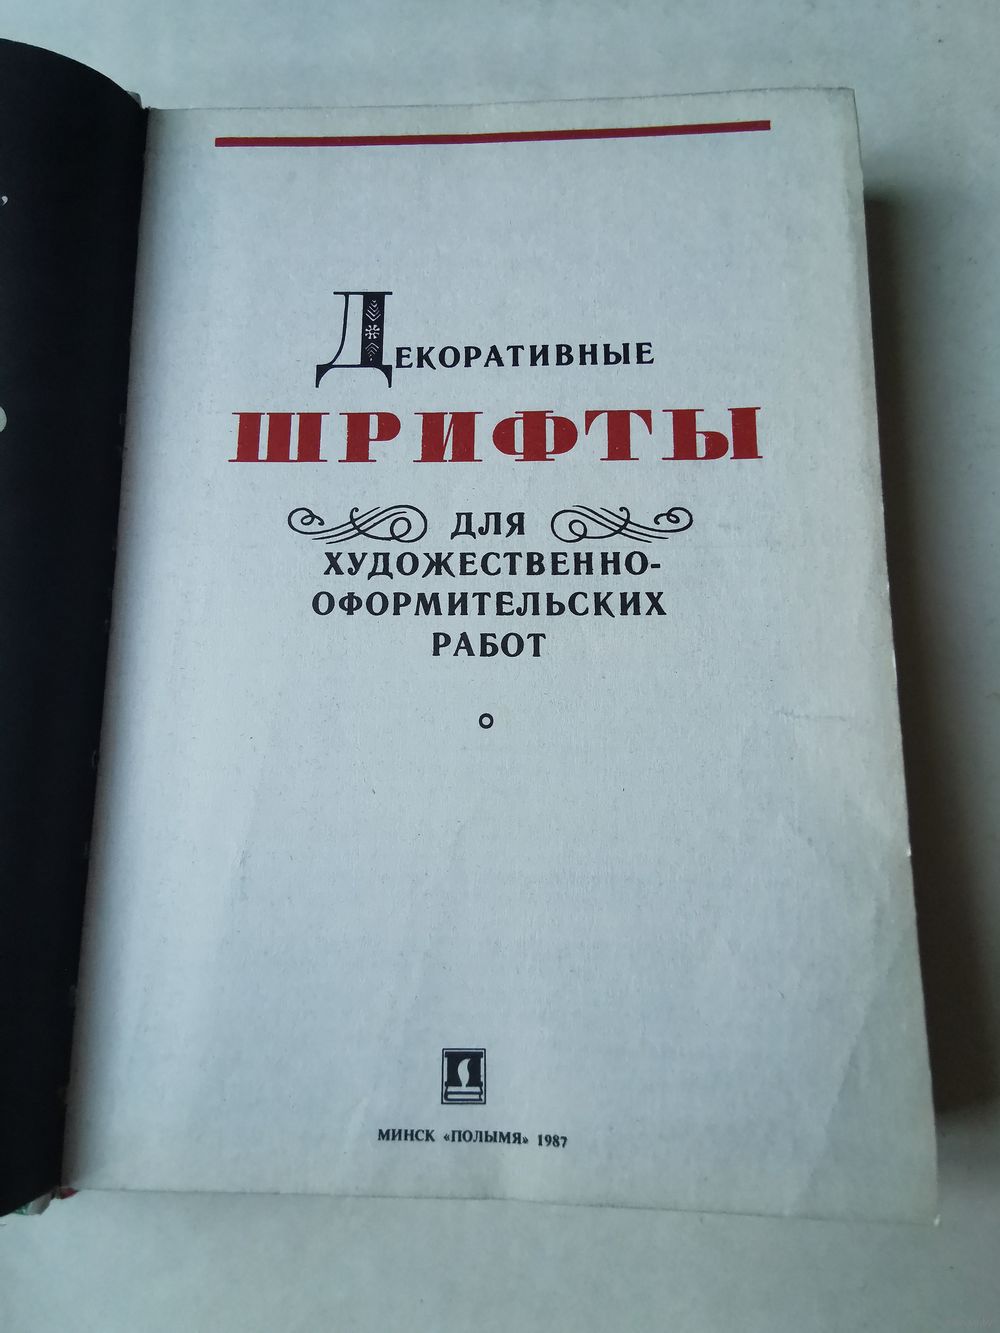 Декоративные
ШРИФТЫ
ДЛЯ
ХУДОЖЕСТВЕННО-
ОФОРМИТЕЛЬСКИХ
РАБОТ
МИНСК «ПОЛЫМЯ» 1987